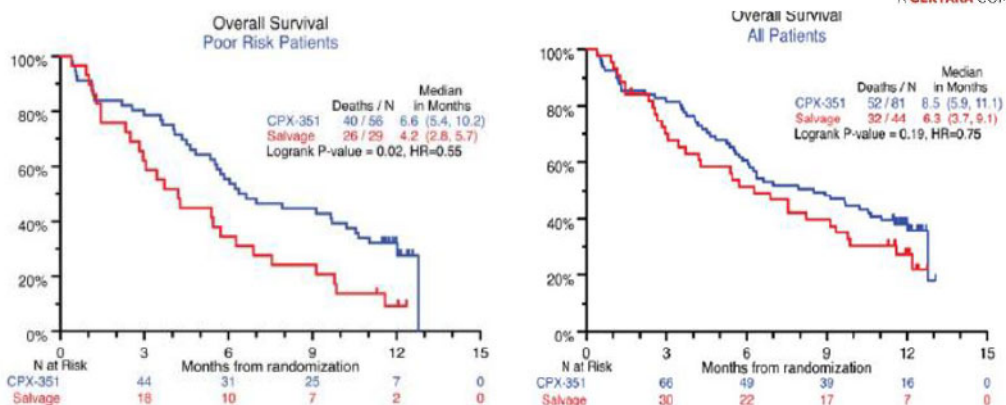 Overall Survival
Poor Risk Patients
100%
80%
60%
40%
20%
0%
Median
Deaths / N in Months
CPX-351 40 / 56 6.6 (5.4, 10.2)
Salvage 26 / 29 4.2 (2.8, 5.7)
Logrank P-value = 0.02, HR=0.55
0 3 6 9 12 15
N at Risk Months from randomization
CPX-351 44 31 25 7 0
Salvage 18 10 7 2 0
Overall Survival
All Patients
100%
80%
60%
40%
20%
0%
Median
Deaths / N in Months
CPX-351 52 / 81 8.5 (5.9, 11.1)
Salvage 32 / 44 6.3 (3.7, 9.1)
Logrank P-value = 0.19, HR=0.75
0 3 6 9 12 15
N at Risk Months from randomization
CPX-351 66 49 39 16 0
Salvage 30 22 17 7 0